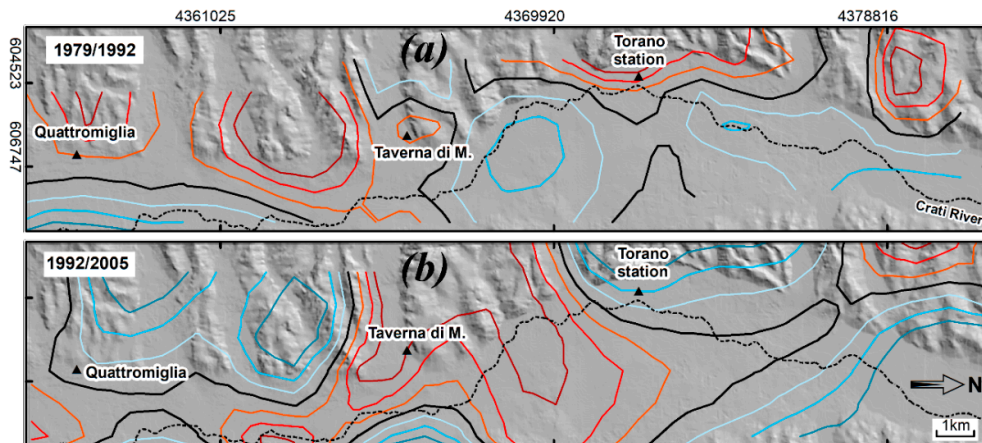 4361025
4369920
4378816
604523
606747
1979/1992
(a)
Torano
station
Quattromiglia
Taverna di M.
Crati River
1992/2005
(b)
Torano
station
Taverna di M.
Quattromiglia
N
1km